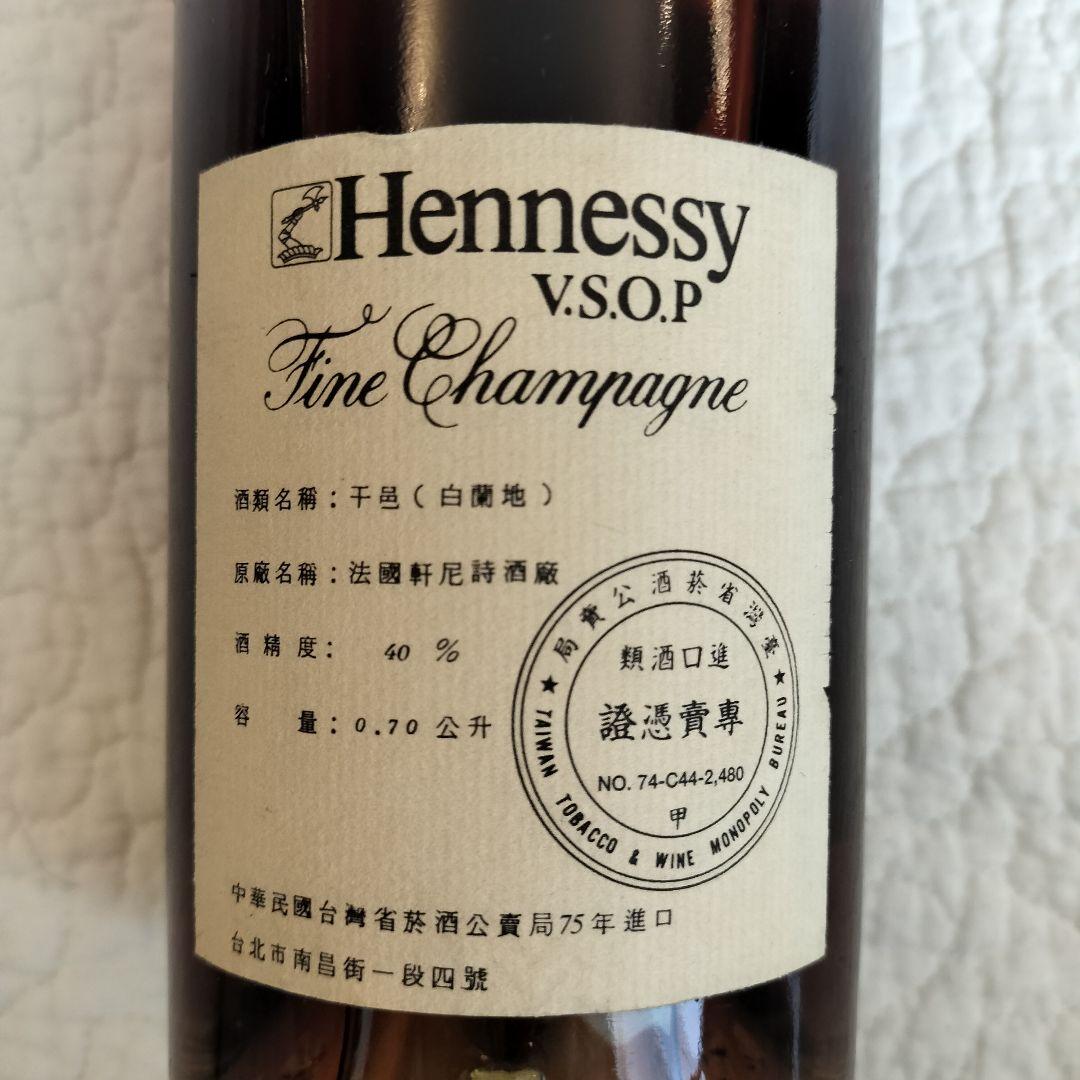 Hennessy
V.S.O.P
Fine Champagne
酒類名稱：干邑（白蘭地）
原廠名稱：法國軒尼詩酒廠
酒精度： 40 %
容量：0.70 公升
局賣公酒菸省灣臺
類酒口進
證憑賣專
NO. 74-C44-2,480
甲
★ TAIWAN TOBACCO & WINE MONOPOLY BUREAU ★
中華民國台灣省菸酒公賣局75年進口
台北市南昌街一段四號